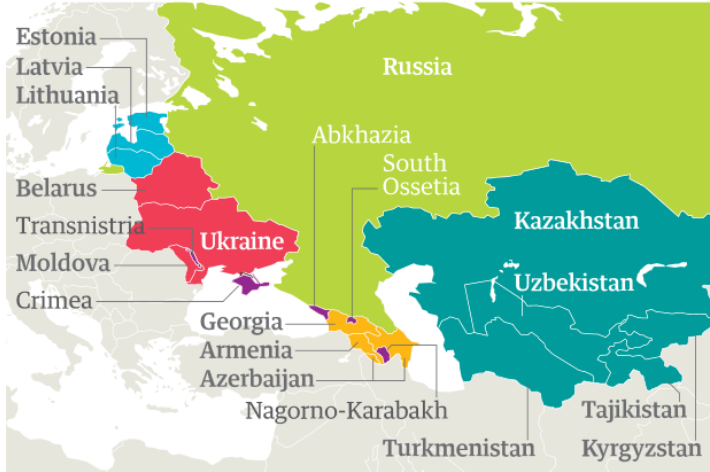 Estonia
Latvia
Lithuania
Russia
Abkhazia
South
Ossetia
Belarus
Transnistria
Ukraine
Moldova
Crimea
Kazakhstan
Uzbekistan
Georgia
Armenia
Azerbaijan
Nagorno-Karabakh
Tajikistan
Turkmenistan
Kyrgyzstan